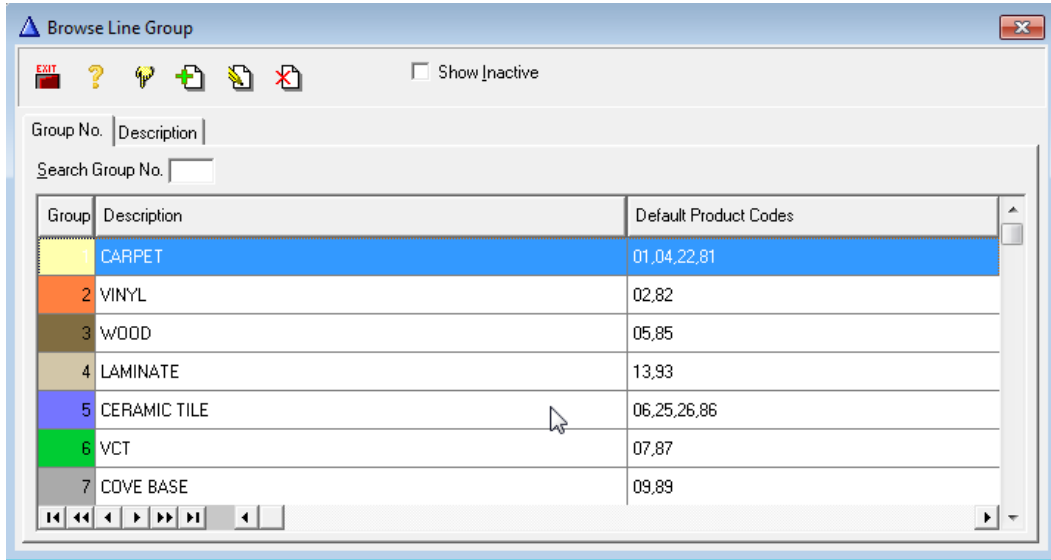 Browse Line Group
EXIT
Show Inactive
Group No. Description
Search Group No.
Group Description Default Product Codes
1 CARPET 01,04,22,81
2 VINYL 02,82
3 WOOD 05,85
4 LAMINATE 13,93
5 CERAMIC TILE 06,25,26,86
6 VCT 07,87
7 COVE BASE 09,89